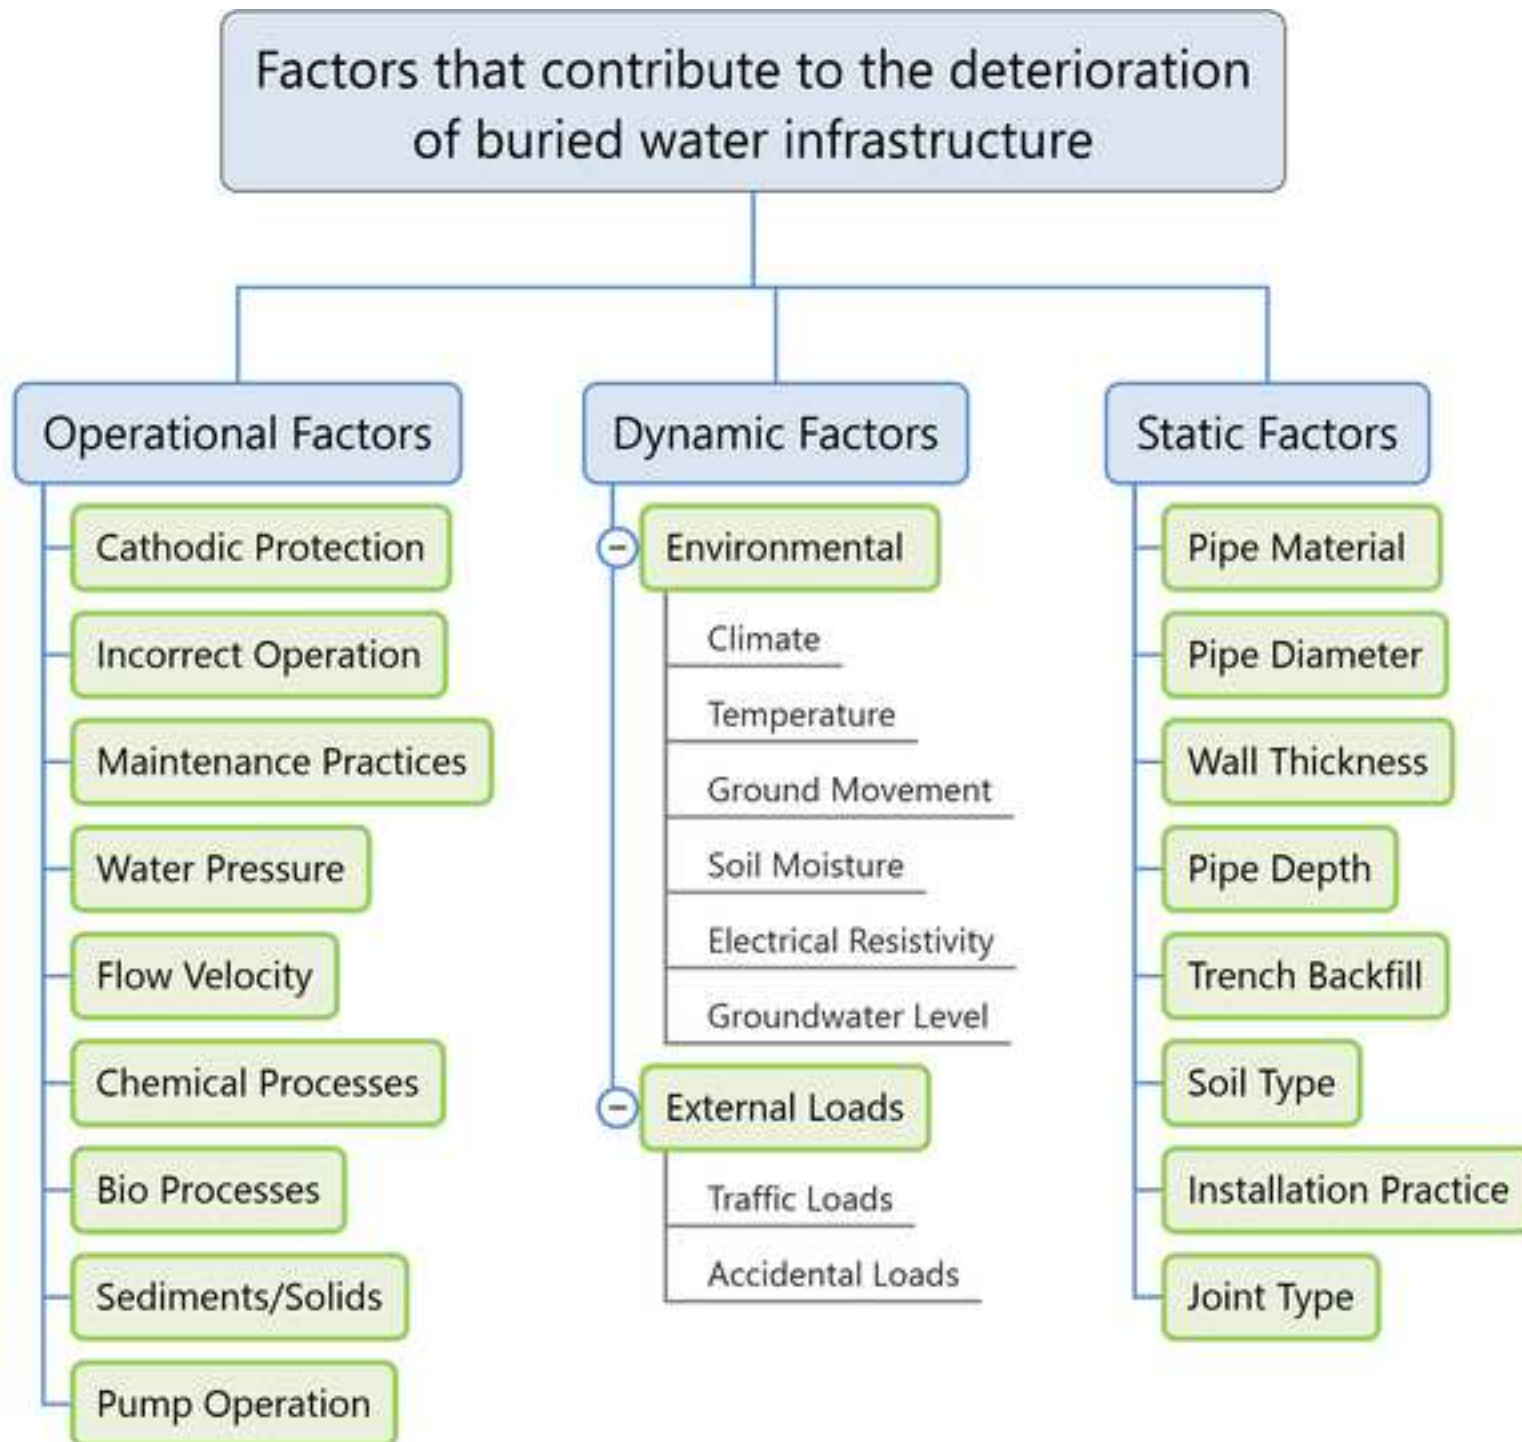 Factors that contribute to the deterioration
of buried water infrastructure
Operational Factors
Cathodic Protection
Incorrect Operation
Maintenance Practices
Water Pressure
Flow Velocity
Chemical Processes
Bio Processes
Sediments/Solids
Pump Operation
Dynamic Factors
Environmental
Climate
Temperature
Ground Movement
Soil Moisture
Electrical Resistivity
Groundwater Level
External Loads
Traffic Loads
Accidental Loads
Static Factors
Pipe Material
Pipe Diameter
Wall Thickness
Pipe Depth
Trench Backfill
Soil Type
Installation Practice
Joint Type